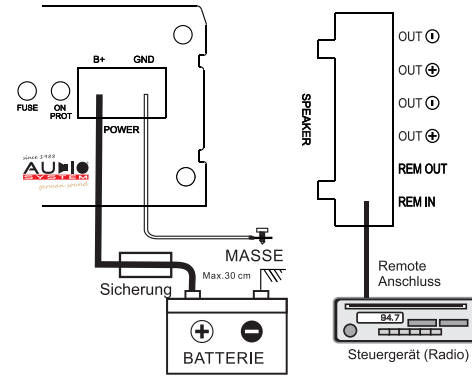 B+ GND
FUSE
ON
PROT
POWER
since 1988
AUDIO
SYSTEM
german sound
MASSE
Max.30 cm
Sicherung
+ −
BATTERIE
SPEAKER
OUT −
OUT +
OUT −
OUT +
REM OUT
REM IN
Remote
Anschluss
94.7
Steuergerät (Radio)